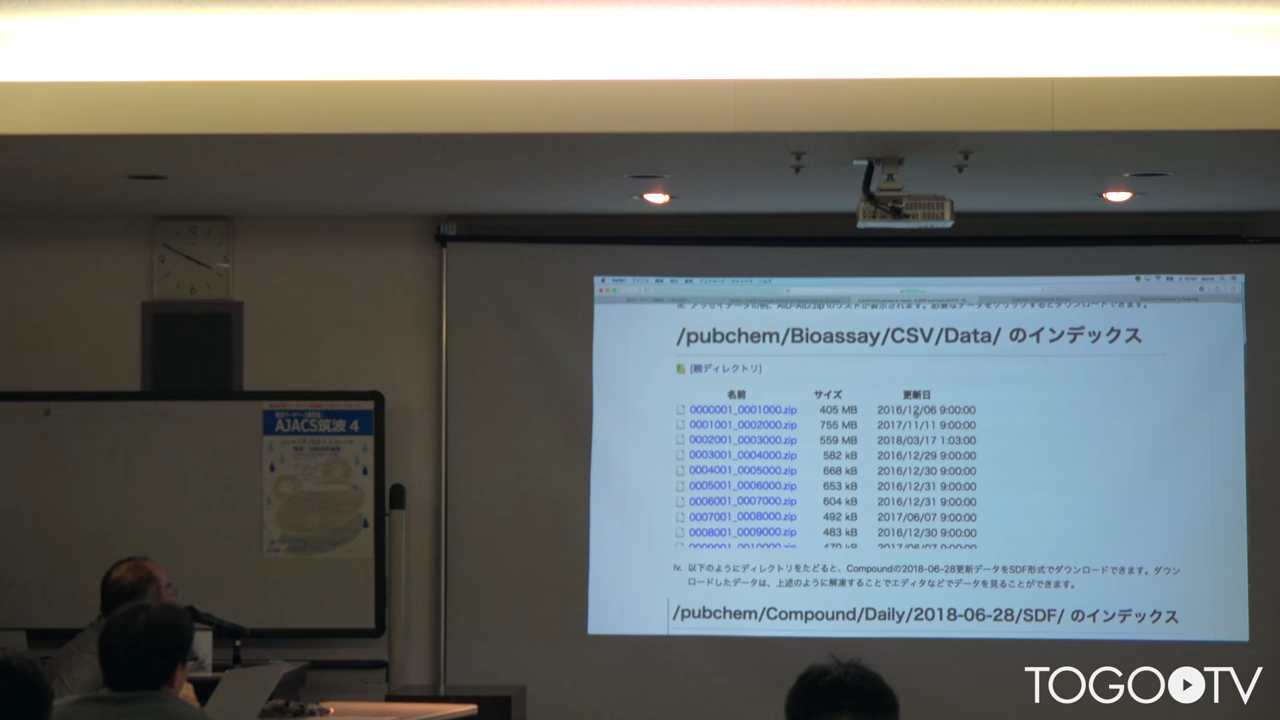 /pubchem/Bioassay/CSV/Data/ のインデックス
[親ディレクトリ]
名前 サイズ 更新日
0000001_0001000.zip 405 MB 2016/12/06 9:00:00
0001001_0002000.zip 755 MB 2017/11/11 9:00:00
0002001_0003000.zip 559 MB 2018/03/17 1:03:00
0003001_0004000.zip 582 kB 2016/12/29 9:00:00
0004001_0005000.zip 668 kB 2016/12/30 9:00:00
0005001_0006000.zip 653 kB 2016/12/31 9:00:00
0006001_0007000.zip 604 kB 2016/12/31 9:00:00
0007001_0008000.zip 492 kB 2017/06/07 9:00:00
0008001_0009000.zip 483 kB 2016/12/30 9:00:00
0009001_0010000.zip 479 kB 2017/06/07 9:00:00
iv. 以下のようにディレクトリをたどると、Compoundの2018-06-28更新データをSDF形式でダウンロードできます。ダウン
ロードしたデータは、上述のように解凍することでエディタなどでデータを見ることができます。
/pubchem/Compound/Daily/2018-06-28/SDF/ のインデックス
AJACS筑波 4
TOGOTV